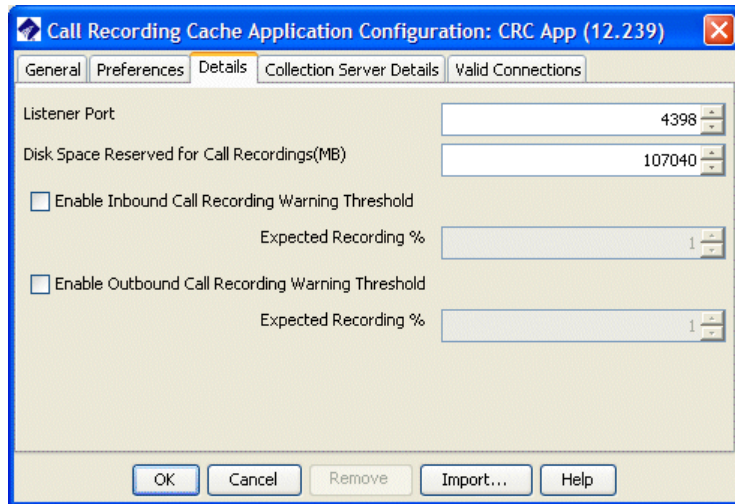 Call Recording Cache Application Configuration: CRC App (12.239)
General Preferences Details Collection Server Details Valid Connections
Listener Port 4398
Disk Space Reserved for Call Recordings(MB) 107040
Enable Inbound Call Recording Warning Threshold
Expected Recording % 1
Enable Outbound Call Recording Warning Threshold
Expected Recording % 1
OK Cancel Remove Import... Help